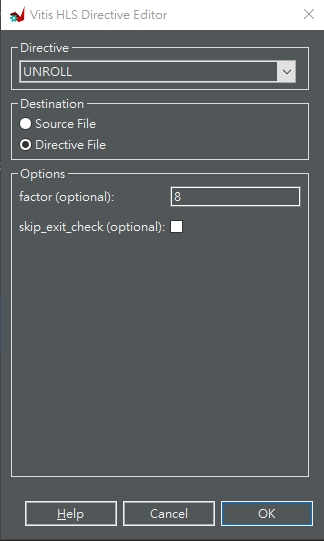 Vitis HLS Directive Editor
Directive
UNROLL
Destination
Source File
Directive File
Options
factor (optional): 8
skip_exit_check (optional):
Help Cancel OK